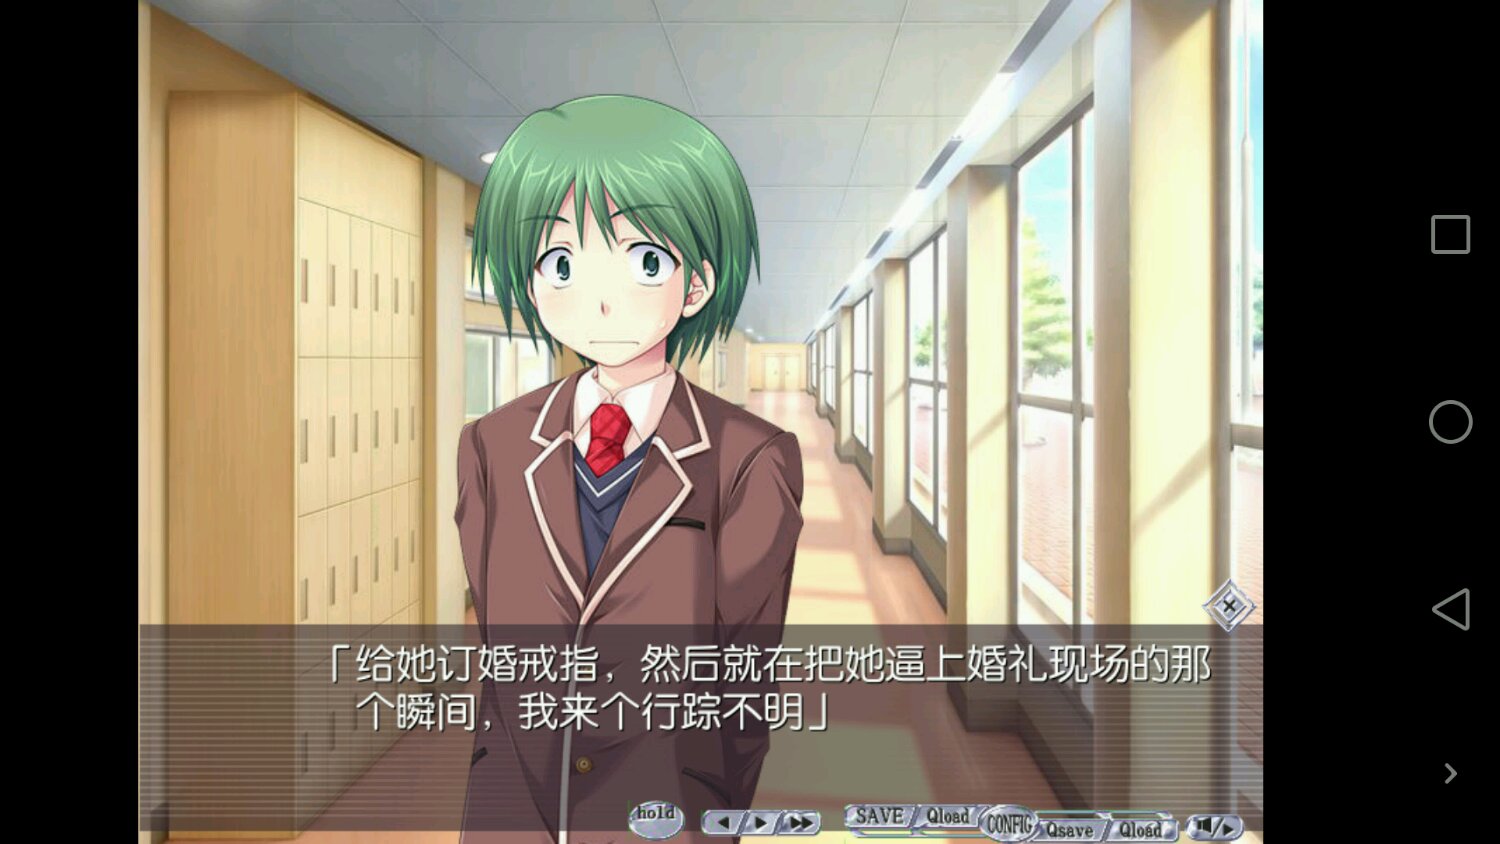 「给她订婚戒指，然后就在把她逼上婚礼现场的那
个瞬间，我来个行踪不明」
hold
SAVE Qload CONFIG Qsave Qload